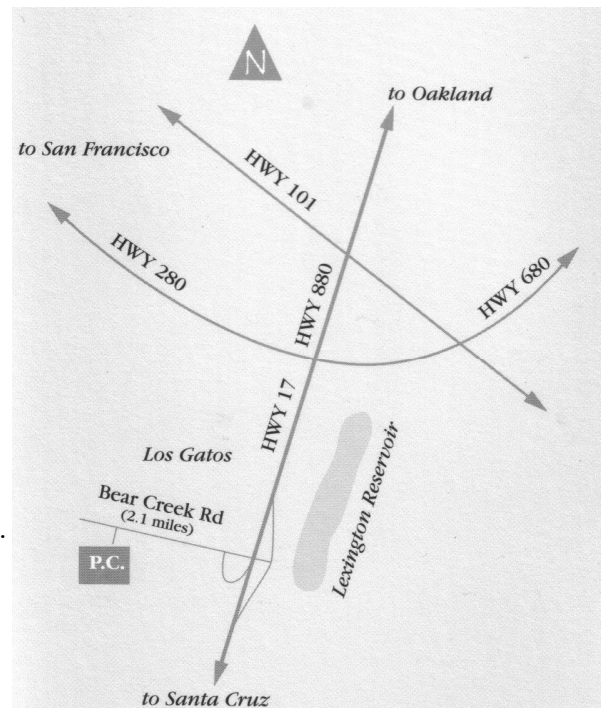 N
to Oakland
to San Francisco
HWY 101
HWY 280
HWY 880
HWY 680
HWY 17
Los Gatos
Lexington Reservoir
Bear Creek Rd
(2.1 miles)
P.C.
to Santa Cruz